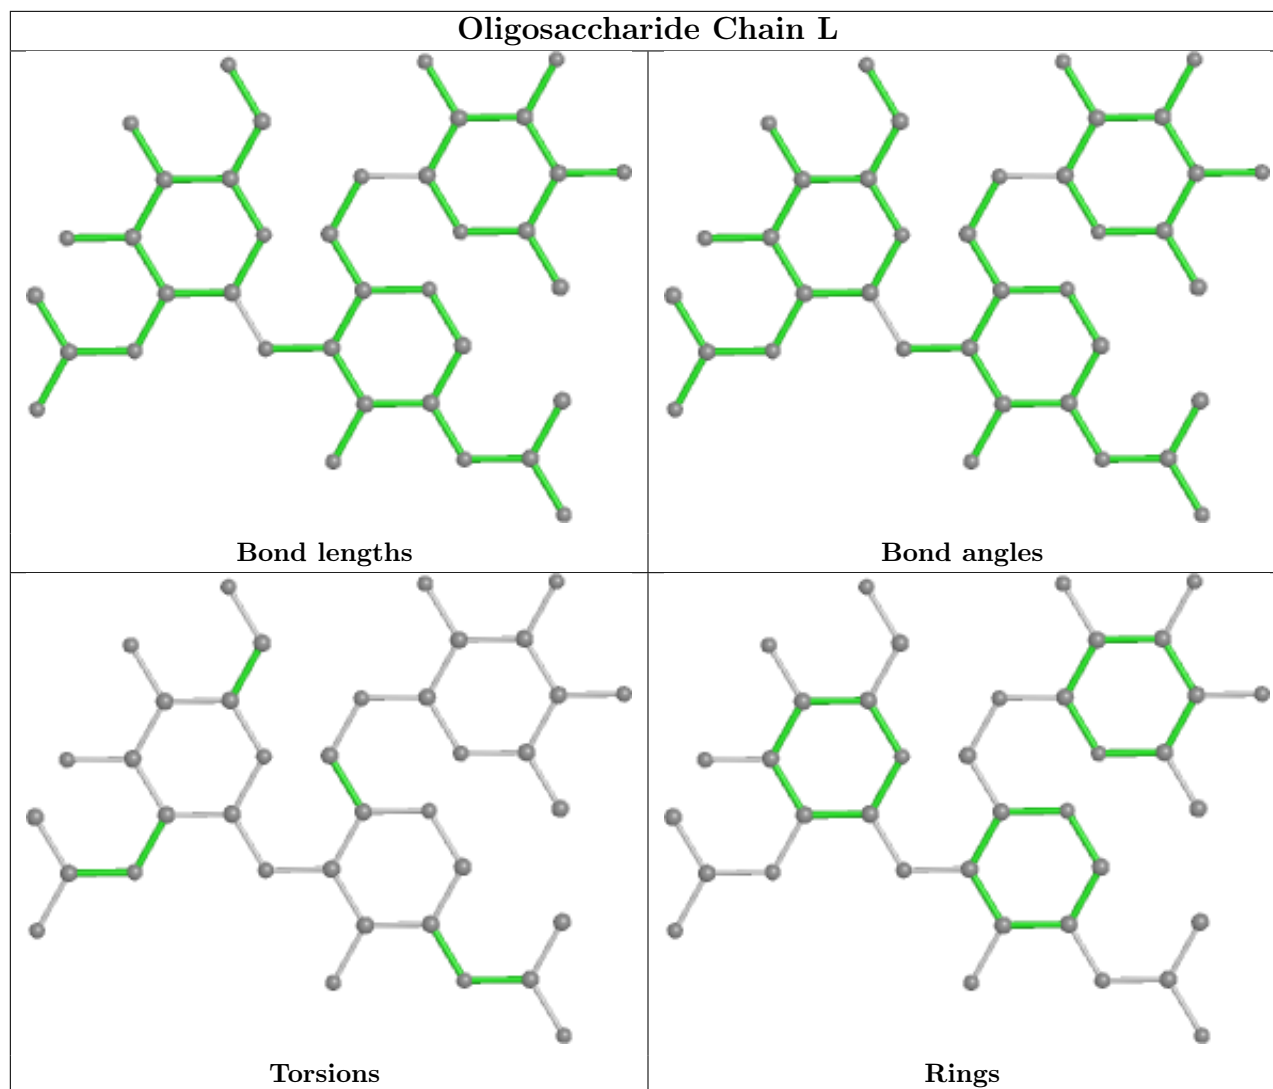 Oligosaccharide Chain L
Bond lengths
Bond angles
Torsions
Rings